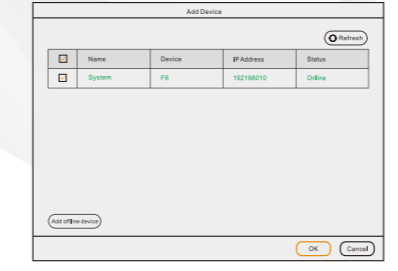 Add Device
Refresh
Name Device IP Address Status
System F8 192168010 Online
Add offline device
OK Cancel